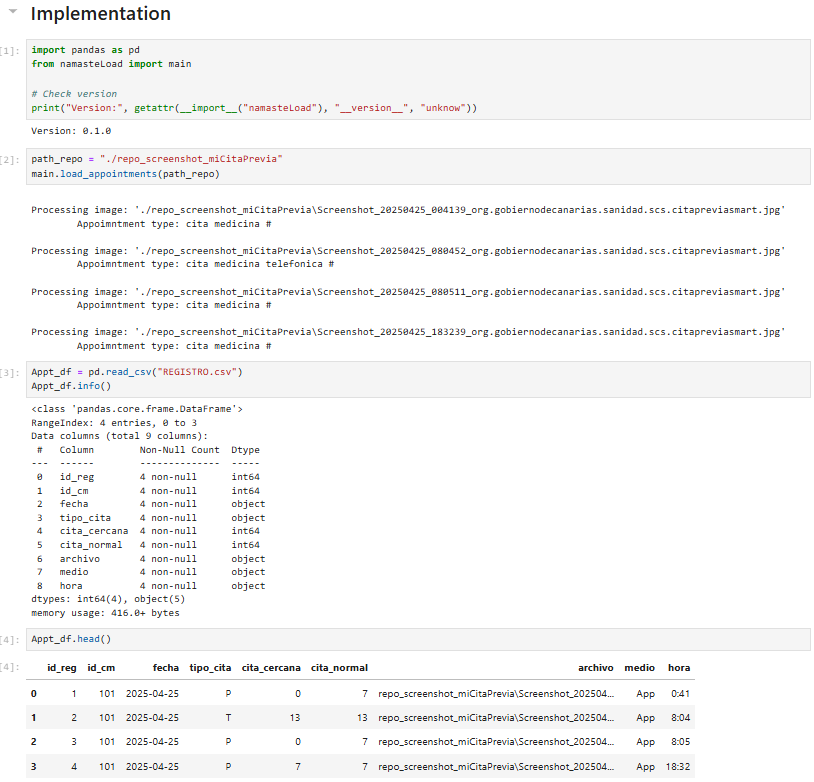 Implementation
[1]:
import pandas as pd
from namasteLoad import main
# Check version
print("Version:", getattr(__import__("namasteLoad"), "__version__", "unknow"))
Version: 0.1.0
[2]:
path_repo = "./repo_screenshot_miCitaPrevia"
main.load_appointments(path_repo)
Processing image: './repo_screenshot_miCitaPrevia\Screenshot_20250425_004139_org.gobiernodecanarias.sanidad.scs.citapreviasmart.jpg'
Appoimntment type: cita medicina #
Processing image: './repo_screenshot_miCitaPrevia\Screenshot_20250425_080452_org.gobiernodecanarias.sanidad.scs.citapreviasmart.jpg'
Appoimntment type: cita medicina telefonica #
Processing image: './repo_screenshot_miCitaPrevia\Screenshot_20250425_080511_org.gobiernodecanarias.sanidad.scs.citapreviasmart.jpg'
Appoimntment type: cita medicina #
Processing image: './repo_screenshot_miCitaPrevia\Screenshot_20250425_183239_org.gobiernodecanarias.sanidad.scs.citapreviasmart.jpg'
Appoimntment type: cita medicina #
[3]:
Appt_df = pd.read_csv("REGISTRO.csv")
Appt_df.info()
<class 'pandas.core.frame.DataFrame'>
RangeIndex: 4 entries, 0 to 3
Data columns (total 9 columns):
# Column Non-Null Count Dtype
--- ------ -------------- -----
0 id_reg 4 non-null int64
1 id_cm 4 non-null int64
2 fecha 4 non-null object
3 tipo_cita 4 non-null object
4 cita_cercana 4 non-null int64
5 cita_normal 4 non-null int64
6 archivo 4 non-null object
7 medio 4 non-null object
8 hora 4 non-null object
dtypes: int64(4), object(5)
memory usage: 416.0+ bytes
[4]:
Appt_df.head()
[4]:
id_reg id_cm fecha tipo_cita cita_cercana cita_normal archivo medio hora
0 1 101 2025-04-25 P 0 7 repo_screenshot_miCitaPrevia\Screenshot_202504... App 0:41
1 2 101 2025-04-25 T 13 13 repo_screenshot_miCitaPrevia\Screenshot_202504... App 8:04
2 3 101 2025-04-25 P 0 7 repo_screenshot_miCitaPrevia\Screenshot_202504... App 8:05
3 4 101 2025-04-25 P 7 7 repo_screenshot_miCitaPrevia\Screenshot_202504... App 18:32